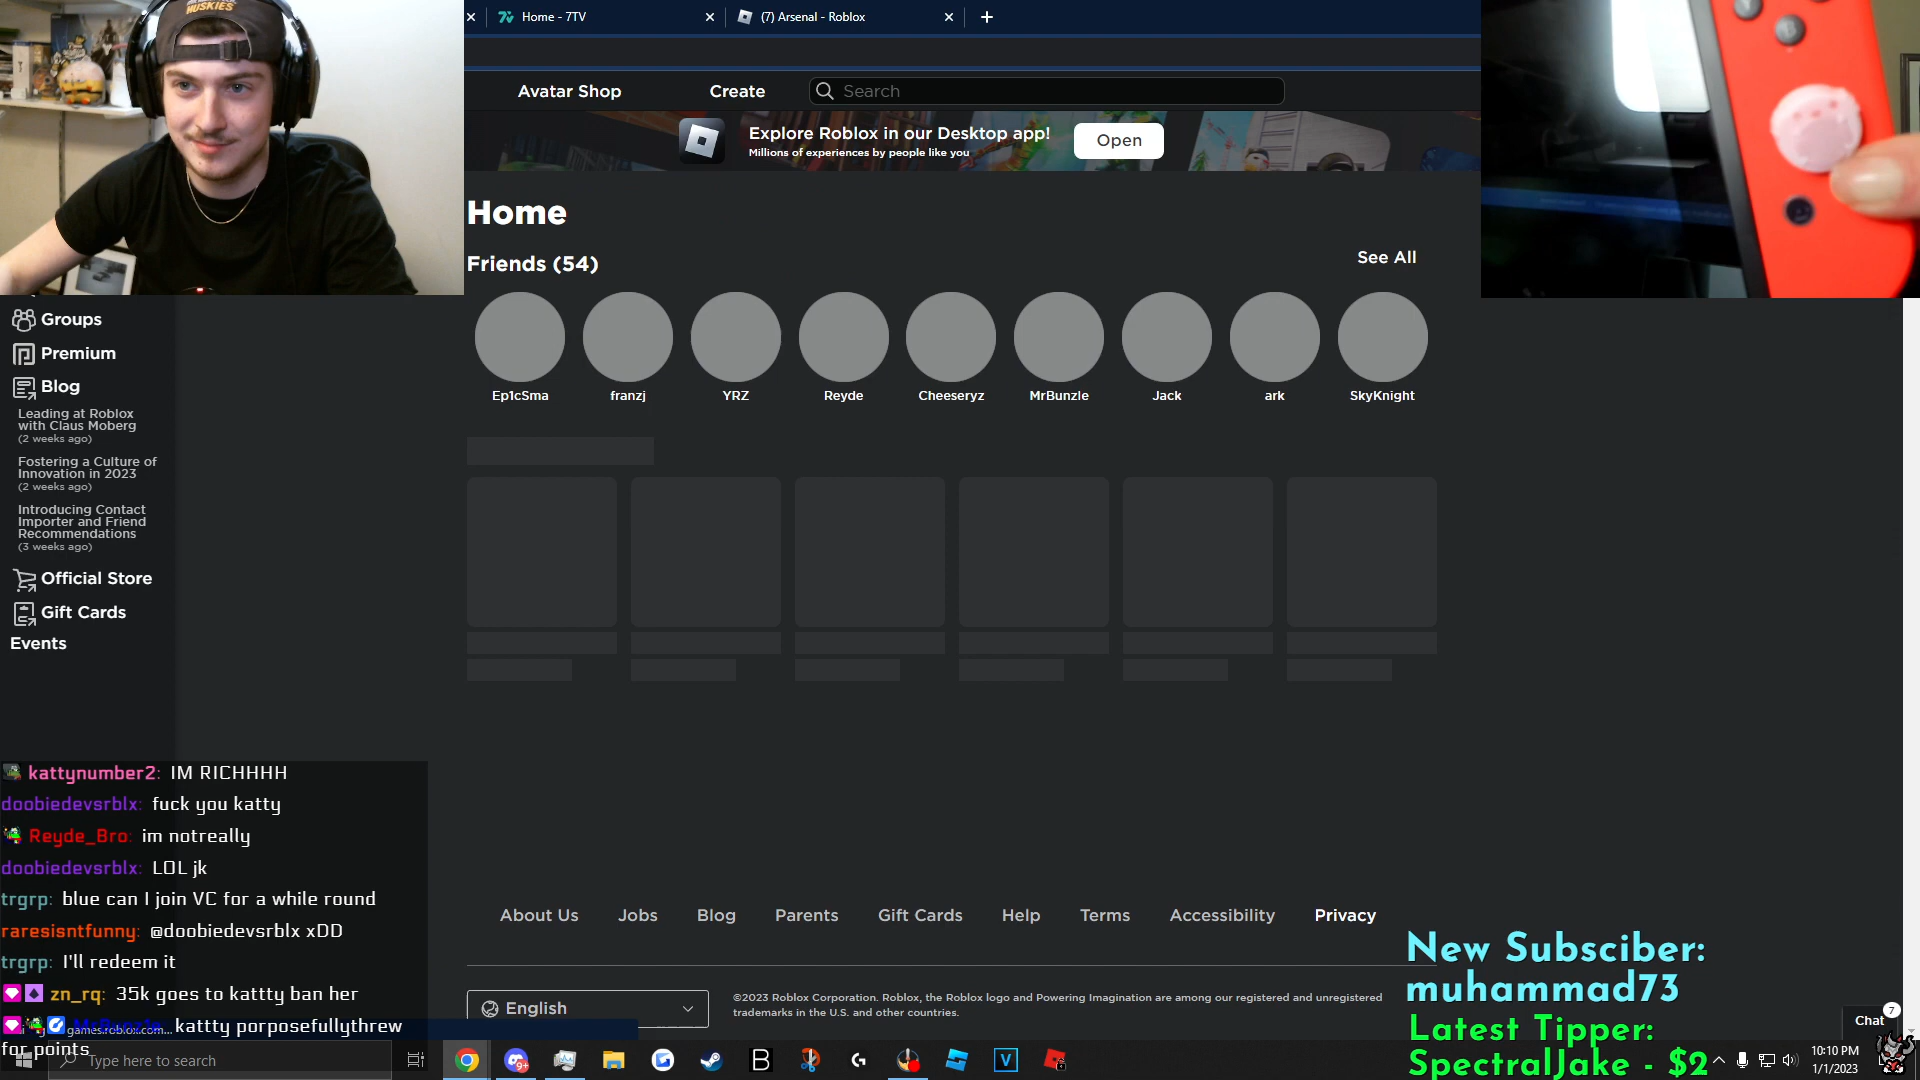 HUSKIES
Home - 7TV
(7) Arsenal - Roblox
Avatar Shop
Create
Search
Explore Roblox in our Desktop app!
Millions of experiences by people like you
Open
Home
Friends (54)
See All
Ep1cSma
franzj
YRZ
Reyde
Cheeseryz
MrBunzle
Jack
ark
SkyKnight
Groups
Premium
Blog
Leading at Roblox
with Claus Moberg
(2 weeks ago)
Fostering a Culture of
Innovation in 2023
(2 weeks ago)
Introducing Contact
Importer and Friend
Recommendations
(3 weeks ago)
Official Store
Gift Cards
Events
kattynumber2: IM RICHHHH
doobiedevsrblx: fuck you katty
Reyde_Bro: im notreally
doobiedevsrblx: LOL jk
trgrp: blue can I join VC for a while round
raresisntfunny: @doobiedevsrblx xDD
trgrp: I'll redeem it
zn_rq: 35k goes to kattty ban her
kattty porposefullythrew
for points
games.roblox.com...
About Us
Jobs
Blog
Parents
Gift Cards
Help
Terms
Accessibility
Privacy
English
©2023 Roblox Corporation. Roblox, the Roblox logo and Powering Imagination are among our registered and unregistered
trademarks in the U.S. and other countries.
New Subsciber:
muhammad73
Latest Tipper:
SpectralJake - $2
Chat
7
Type here to search
9+
10:10 PM
1/1/2023